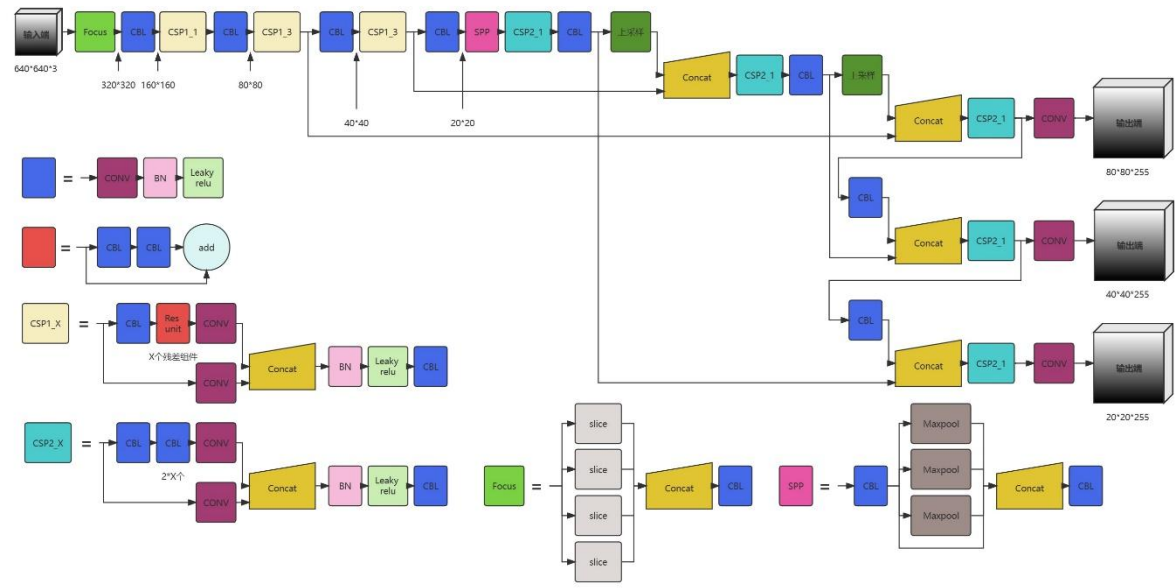 输入端
640*640*3
Focus
CBL
CSP1_1
CBL
CSP1_3
CBL
CSP1_3
CBL
SPP
CSP2_1
CBL
上采样
320*320
160*160
80*80
40*40
20*20
Concat
CSP2_1
CBL
上采样
Concat
CSP2_1
CONV
输出端
80*80*255
CBL
Concat
CSP2_1
CONV
输出端
40*40*255
CBL
Concat
CSP2_1
CONV
输出端
20*20*255
=
CONV
BN
Leaky
relu
=
CBL
CBL
add
CSP1_X
=
CBL
Res
unit
CONV
X个残差组件
CONV
Concat
BN
Leaky
relu
CBL
CSP2_X
=
CBL
CBL
CONV
2*X个
CONV
Concat
BN
Leaky
relu
CBL
Focus
=
slice
slice
slice
slice
Concat
CBL
SPP
=
CBL
Maxpool
Maxpool
Maxpool
Concat
CBL